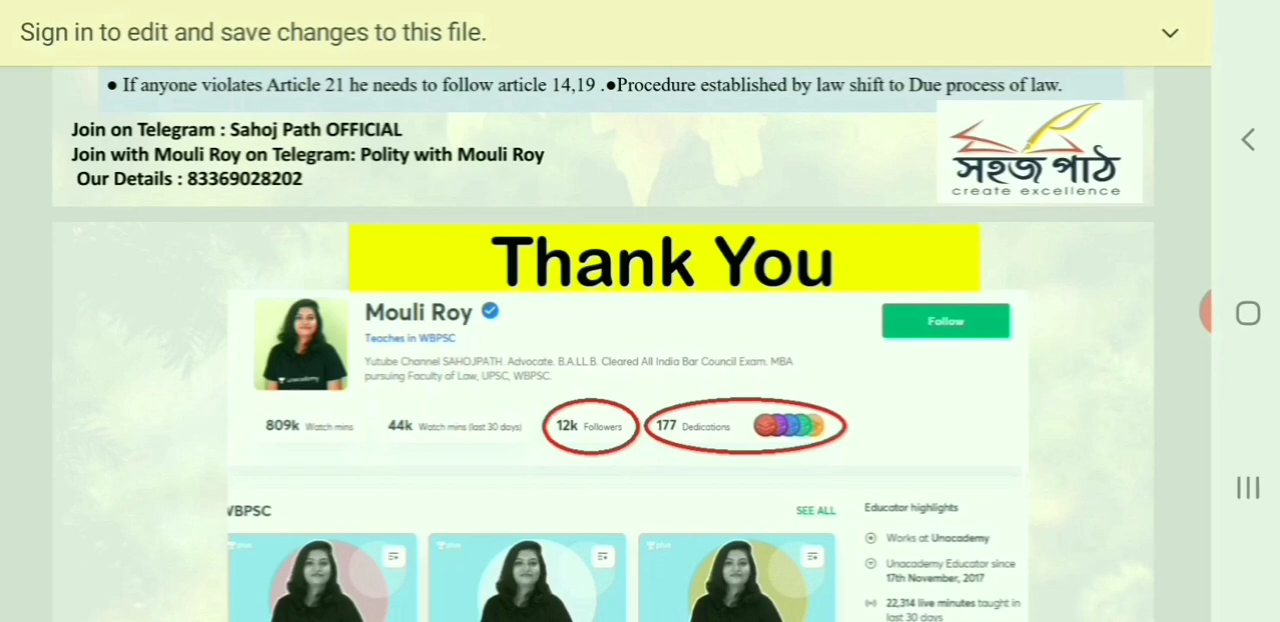 Sign in to edit and save changes to this file.
● If anyone violates Article 21 he needs to follow article 14,19 .●Procedure established by law shift to Due process of law.
Join on Telegram : Sahoj Path OFFICIAL
Join with Mouli Roy on Telegram: Polity with Mouli Roy
Our Details : 83369028202
সহজ পাঠ
create excellence
Thank You
Mouli Roy
Teaches in WBPSC
Follow
Yutube Channel SAHOJPATH. Advocate. B.A.LL.B. Cleared All India Bar Council Exam. MBA
pursuing Faculty of Law, UPSC, WBPSC.
unacademy
809k Watch mins 44k Watch mins (last 30 days) 12k Followers 177 Dedications
WBPSC SEE ALL
Educator highlights
Works at Unacademy
Unacademy Educator since
17th November, 2017
22,314 live minutes taught in
last 30 days
plus plus plus